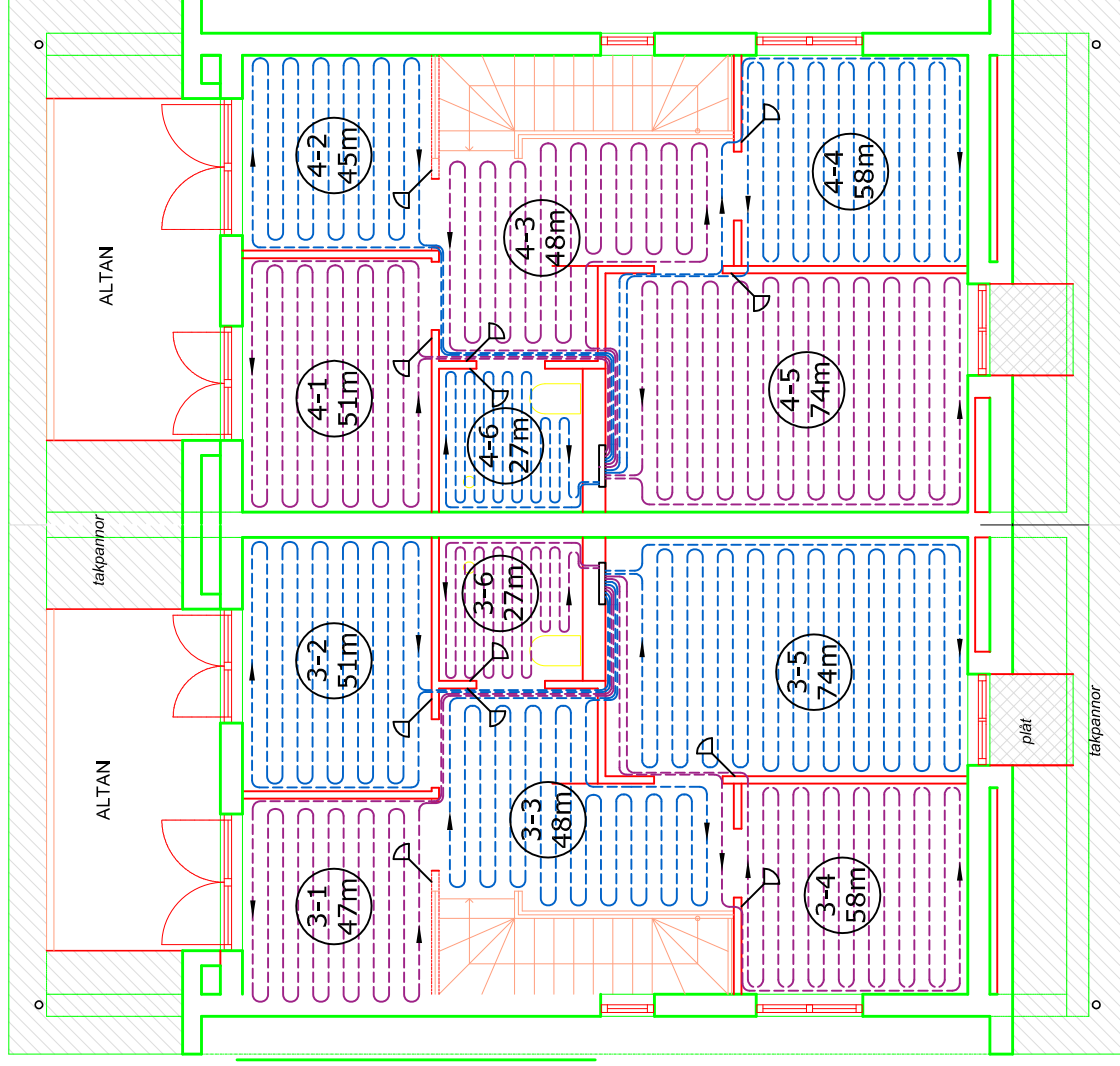 ALTAN
4-2
45m
4-3
48m
4-4
58m
4-1
51m
4-6
27m
4-5
74m
takpannor
3-2
51m
3-6
27m
3-5
74m
plåt
takpannor
ALTAN
3-1
47m
3-3
48m
3-4
58m